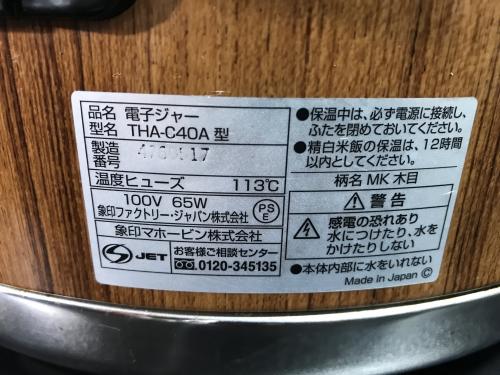 品名 電子ジャー
型名 THA-C40A 型
製造
番号
温度ヒューズ 113℃
100V 65W
象印ファクトリー・ジャパン株式会社
PS
E
象印マホービン株式会社
JET
お客様ご相談センター
0120-345135
●保温中は、必ず電源に接続し、
ふたを閉めておいてください。
●精白米飯の保温は、12時間
以内としてください。
柄名 MK 木目
警告
感電の恐れあり
水につけたり、水を
かけたりしない
●本体内部に水をいれない
Made in Japan ©